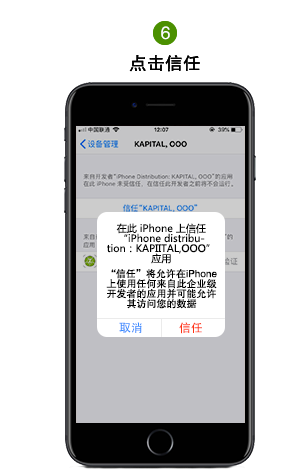 6
点击信任
中国联通 12:07 39%
设备管理 KAPITAL, OOO
来自开发者“iPhone Distribution: KAPITAL, OOO”的应用
在此 iPhone 未受信任。在信任此开发者之前将不会运行。
信任“KAPITAL, OOO”
在此 iPhone 上信任
“iPhone distribu-
tion：KAPIITAL,OOO”
应用
“信任”将允许在iPhone
上使用任何来自此企业级
开发者的应用并可能允许
其访问您的数据
取消 信任